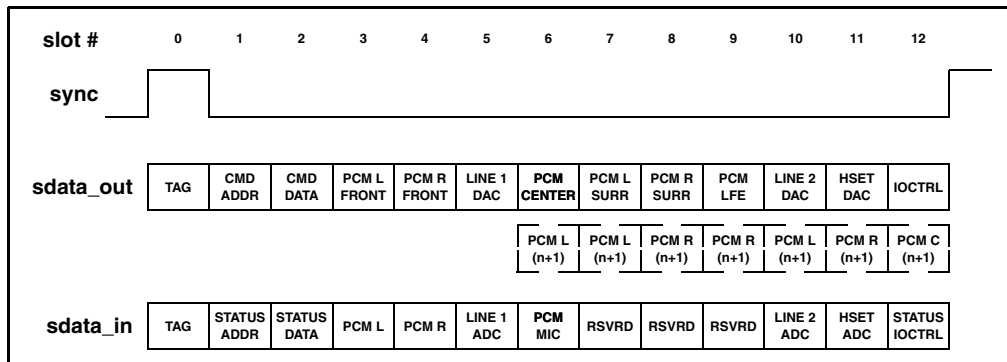 slot # 0 1 2 3 4 5 6 7 8 9 10 11 12
sync
sdata_out TAG CMD ADDR CMD DATA PCM L FRONT PCM R FRONT LINE 1 DAC PCM CENTER PCM L SURR PCM R SURR PCM LFE LINE 2 DAC HSET DAC IOCTRL
PCM L (n+1) PCM L (n+1) PCM R (n+1) PCM R (n+1) PCM L (n+1) PCM R (n+1) PCM C (n+1)
sdata_in TAG STATUS ADDR STATUS DATA PCM L PCM R LINE 1 ADC PCM MIC RSVRD RSVRD RSVRD LINE 2 ADC HSET ADC STATUS IOCTRL